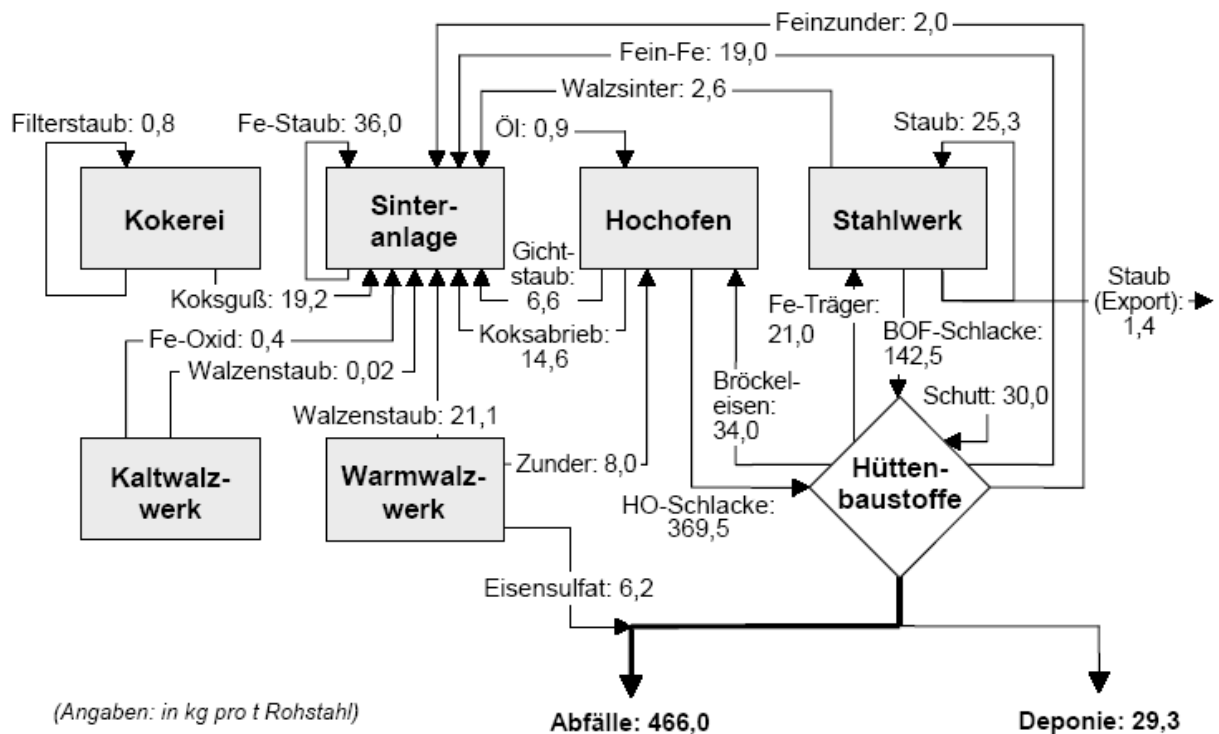 Feinzunder: 2,0
Fein-Fe: 19,0
Walzsinter: 2,6
Filterstaub: 0,8
Fe-Staub: 36,0
Öl: 0,9
Staub: 25,3
Kokerei
Sinter-
anlage
Hochofen
Stahlwerk
Gicht-
staub:
6,6
Koksguß: 19,2
Fe-Träger:
21,0
Staub
(Export):
1,4
Fe-Oxid: 0,4
Koksabrieb:
14,6
BOF-Schlacke:
142,5
Walzenstaub: 0,02
Bröckel-
eisen:
34,0
Schutt: 30,0
Walzenstaub: 21,1
Kaltwalz-
werk
Warmwalz-
werk
Zunder: 8,0
HO-Schlacke:
369,5
Hütten-
baustoffe
Eisensulfat: 6,2
(Angaben: in kg pro t Rohstahl)
Abfälle: 466,0
Deponie: 29,3